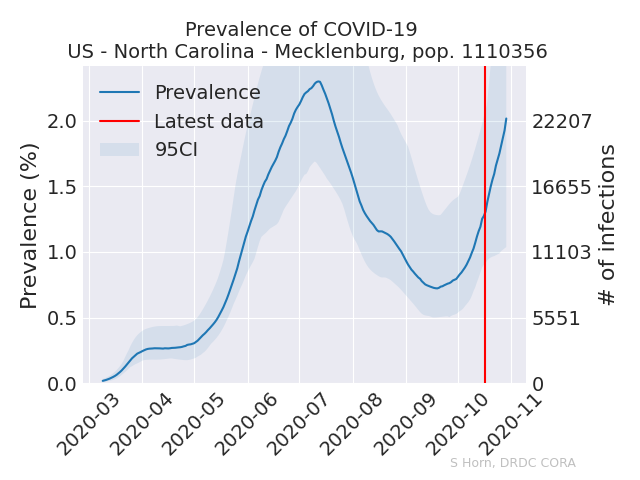 Prevalence of COVID-19
US - North Carolina - Mecklenburg, pop. 1110356
Prevalence
Latest data
95CI
Prevalence (%)
2.0
1.5
1.0
0.5
0.0
22207
16655
11103
5551
0
# of infections
2020-03
2020-04
2020-05
2020-06
2020-07
2020-08
2020-09
2020-10
2020-11
S Horn, DRDC CORA